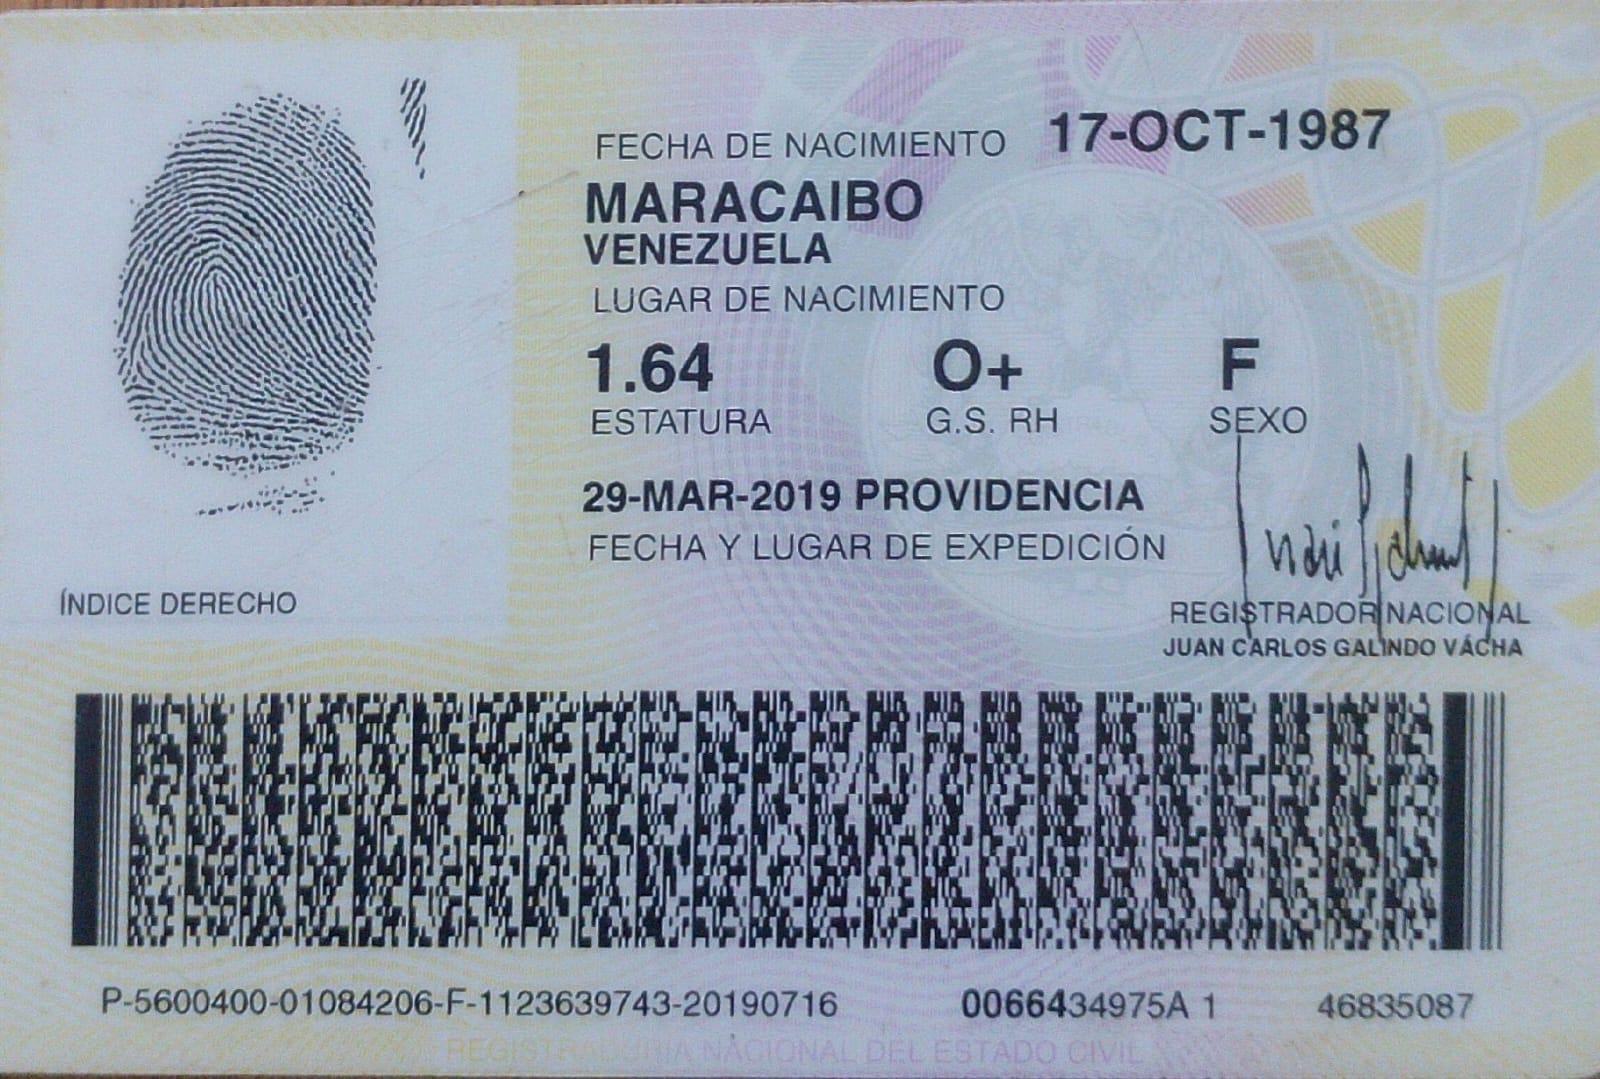 FECHA DE NACIMIENTO 17-OCT-1987
MARACAIBO
VENEZUELA
LUGAR DE NACIMIENTO
1.64 O+ F
ESTATURA G.S. RH SEXO
29-MAR-2019 PROVIDENCIA
FECHA Y LUGAR DE EXPEDICIÓN
ÍNDICE DERECHO
REGISTRADOR NACIONAL
JUAN CARLOS GALINDO VÁCHA
P-5600400-01084206-F-1123639743-20190716 0066434975A 1 46835087
REGISTRADURIA NACIONAL DEL ESTADO CIVIL